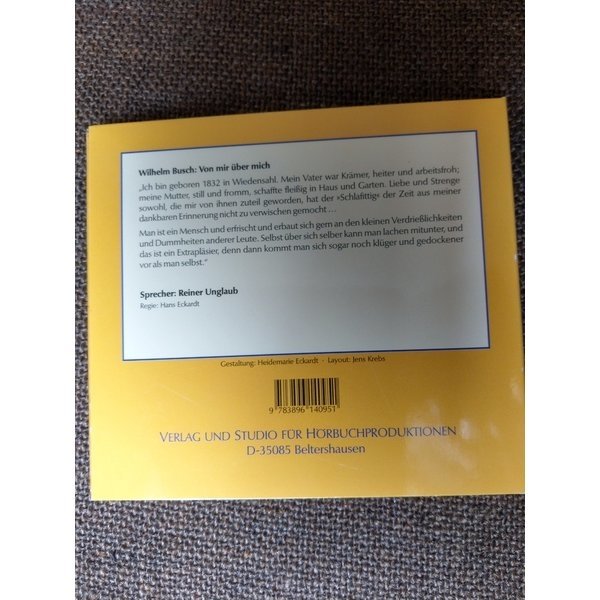 Wilhelm Busch: Von mir über mich
„Ich bin geboren 1832 in Wiedensahl. Mein Vater war Krämer, heiter und arbeitsfroh;
meine Mutter, still und fromm, schaffte fleißig in Haus und Garten. Liebe und Strenge
sowohl, die mir von ihnen zuteil geworden, hat der »Schlafittig« der Zeit aus meiner
dankbaren Erinnerung nicht zu verwischen gemocht ...
Man ist ein Mensch und erfrischt und erbaut sich gern an den kleinen Verdrießlichkeiten
und Dummheiten anderer Leute. Selbst über sich selber kann man lachen mitunter, und
das ist ein Extrapläsier, denn dann kommt man sich sogar noch klüger und gedockener
vor als man selbst.“
Sprecher: Reiner Unglaub
Regie: Hans Eckardt
Gestaltung: Heidemarie Eckardt · Layout: Jens Krebs
9 783896 140951
VERLAG UND STUDIO FÜR HÖRBUCHPRODUKTIONEN
D-35085 Beltershausen